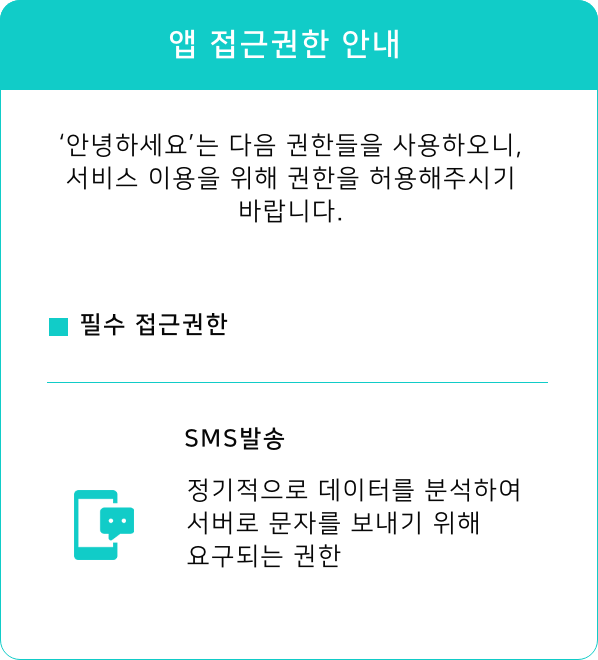 앱 접근권한 안내
‘안녕하세요’는 다음 권한들을 사용하오니,
서비스 이용을 위해 권한을 허용해주시기
바랍니다.
필수 접근권한
SMS발송
정기적으로 데이터를 분석하여
서버로 문자를 보내기 위해
요구되는 권한